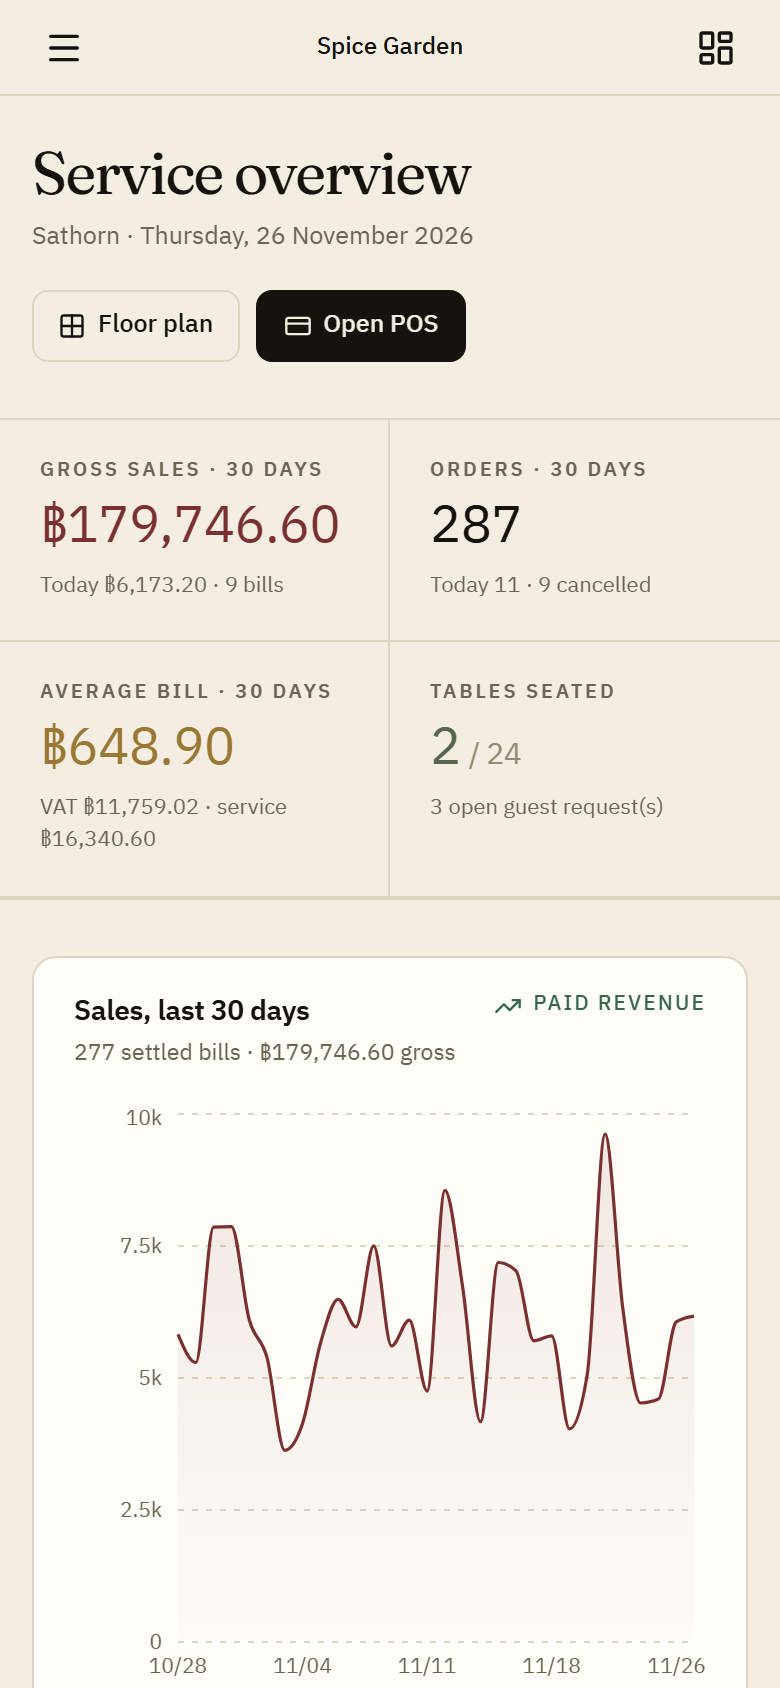 Spice Garden
Service overview
Sathorn · Thursday, 26 November 2026
Floor plan
Open POS
GROSS SALES · 30 DAYS
฿179,746.60
Today ฿6,173.20 · 9 bills
ORDERS · 30 DAYS
287
Today 11 · 9 cancelled
AVERAGE BILL · 30 DAYS
฿648.90
VAT ฿11,759.02 · service
฿16,340.60
TABLES SEATED
2 / 24
3 open guest request(s)
Sales, last 30 days
PAID REVENUE
277 settled bills · ฿179,746.60 gross
10k
7.5k
5k
2.5k
0
10/28 11/04 11/11 11/18 11/26